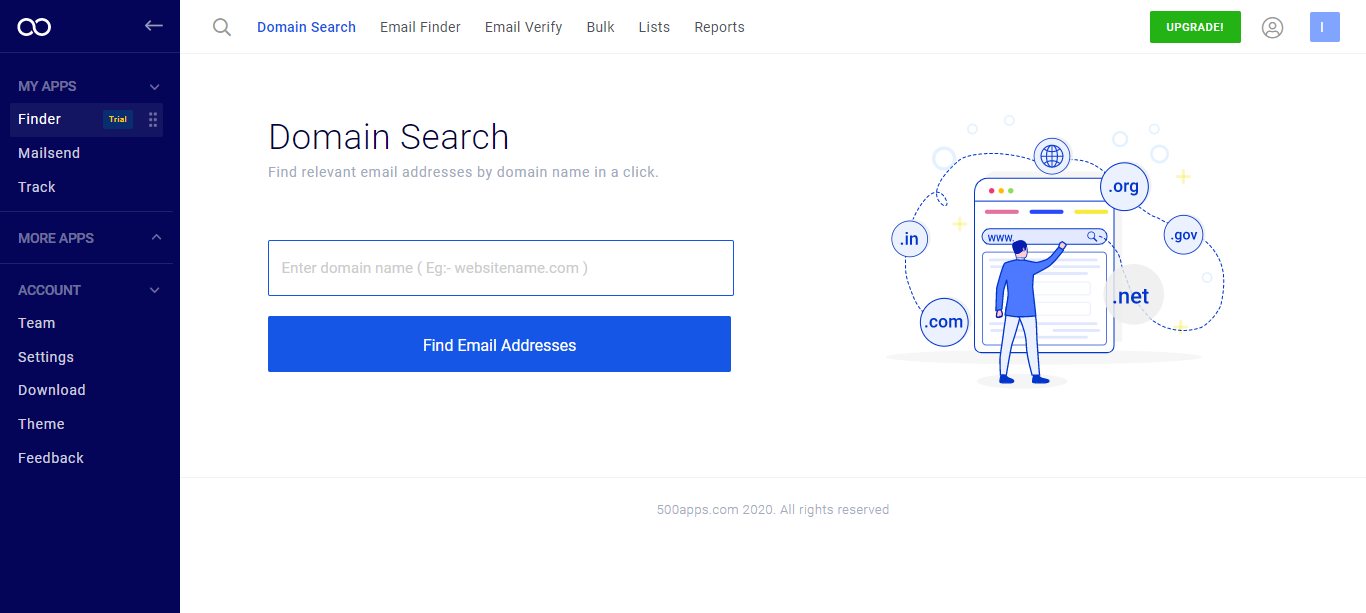 Domain Search
Email Finder
Email Verify
Bulk
Lists
Reports
UPGRADE!
I
MY APPS
Finder
Trial
Mailsend
Track
MORE APPS
ACCOUNT
Team
Settings
Download
Theme
Feedback
Domain Search
Find relevant email addresses by domain name in a click.
Enter domain name ( Eg:- websitename.com )
Find Email Addresses
.org
.in
www.
.gov
.net
.com
500apps.com 2020. All rights reserved